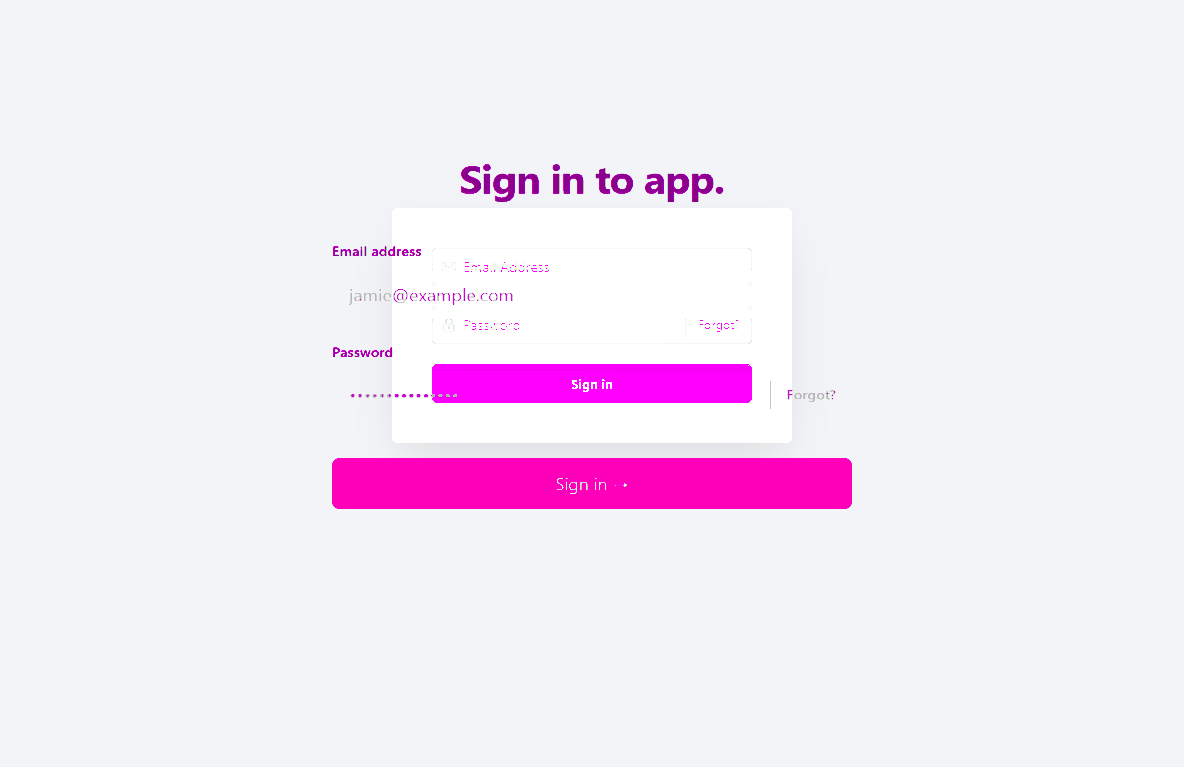 Sign in to app.
Email address
Email Address
jamie@example.com
Password Forgot?
Password
Sign in
Forgot?
Sign in